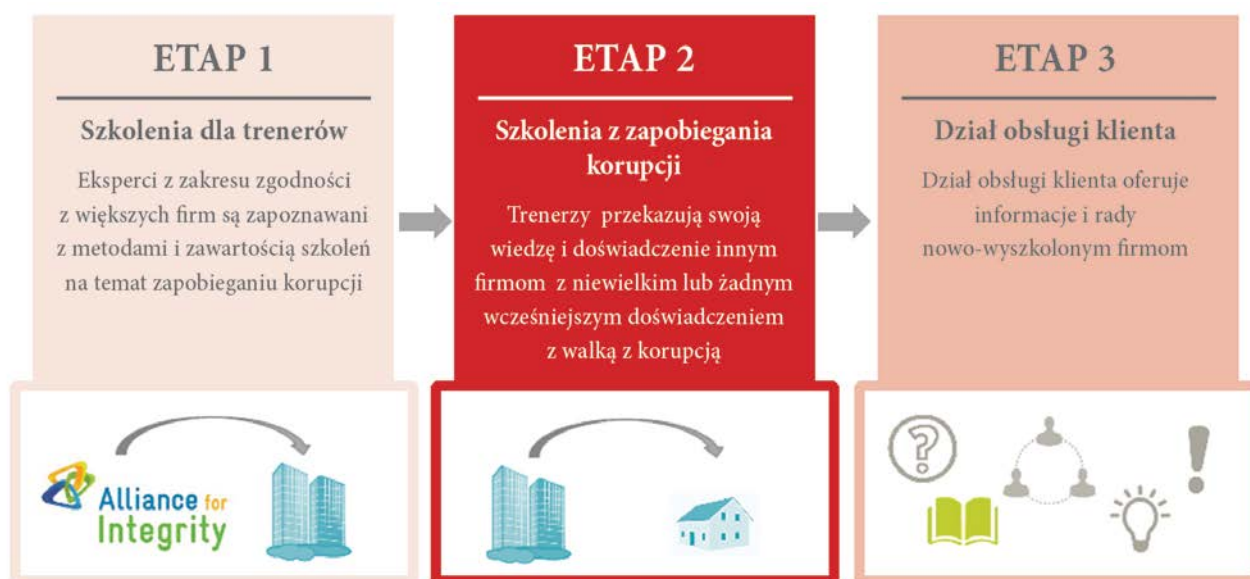 ETAP 1
Szkolenia dla trenerów
Eksperci z zakresu zgodności
z większych firm są zapoznawani
z metodami i zawartością szkoleń
na temat zapobieganiu korupcji
ETAP 2
Szkolenia z zapobiegania
korupcji
Trenerzy przekazują swoją
wiedzę i doświadczenie innym
firmom z niewielkim lub żadnym
wcześniejszym doświadczeniem
z walką z korupcją
ETAP 3
Dział obsługi klienta
Dział obsługi klienta oferuje
informacje i rady
nowo-wyszkolonym firmom
Alliance for
Integrity